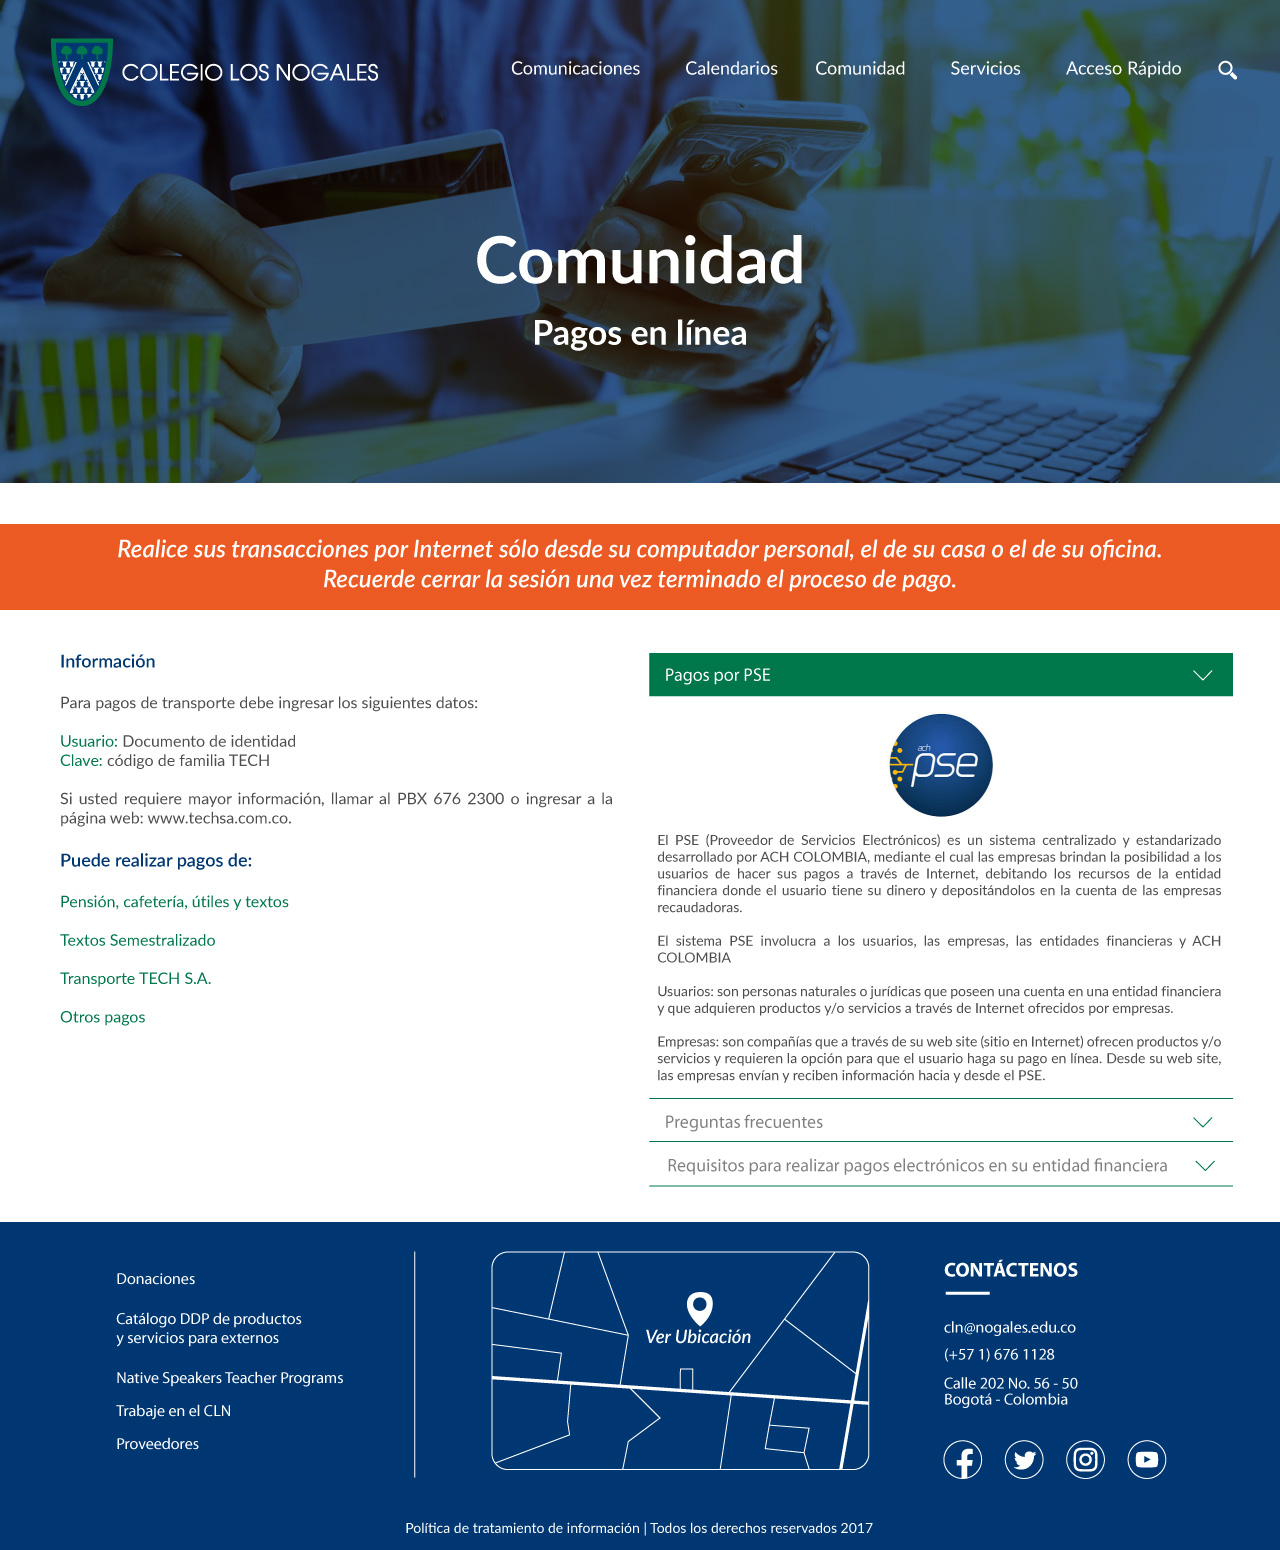 COLEGIO LOS NOGALES
Comunicaciones
Calendarios
Comunidad
Servicios
Acceso Rápido
Comunidad
Pagos en línea
Realice sus transacciones por Internet sólo desde su computador personal, el de su casa o el de su oficina.
Recuerde cerrar la sesión una vez terminado el proceso de pago.
Información
Para pagos de transporte debe ingresar los siguientes datos:
Usuario: Documento de identidad
Clave: código de familia TECH
Si usted requiere mayor información, llamar al PBX 676 2300 o ingresar a la
página web: www.techsa.com.co.
Puede realizar pagos de:
Pensión, cafetería, útiles y textos
Textos Semestralizado
Transporte TECH S.A.
Otros pagos
Pagos por PSE
ach
pse
El PSE (Proveedor de Servicios Electrónicos) es un sistema centralizado y estandarizado
desarrollado por ACH COLOMBIA, mediante el cual las empresas brindan la posibilidad a los
usuarios de hacer sus pagos a través de Internet, debitando los recursos de la entidad
financiera donde el usuario tiene su dinero y depositándolos en la cuenta de las empresas
recaudadoras.
El sistema PSE involucra a los usuarios, las empresas, las entidades financieras y ACH
COLOMBIA
Usuarios: son personas naturales o jurídicas que poseen una cuenta en una entidad financiera
y que adquieren productos y/o servicios a través de Internet ofrecidos por empresas.
Empresas: son compañías que a través de su web site (sitio en Internet) ofrecen productos y/o
servicios y requieren la opción para que el usuario haga su pago en línea. Desde su web site,
las empresas envían y reciben información hacia y desde el PSE.
Preguntas frecuentes
Requisitos para realizar pagos electrónicos en su entidad financiera
Donaciones
Catálogo DDP de productos
y servicios para externos
Native Speakers Teacher Programs
Trabaje en el CLN
Proveedores
Ver Ubicación
CONTÁCTENOS
cln@nogales.edu.co
(+57 1) 676 1128
Calle 202 No. 56 - 50
Bogotá - Colombia
Política de tratamiento de información | Todos los derechos reservados 2017